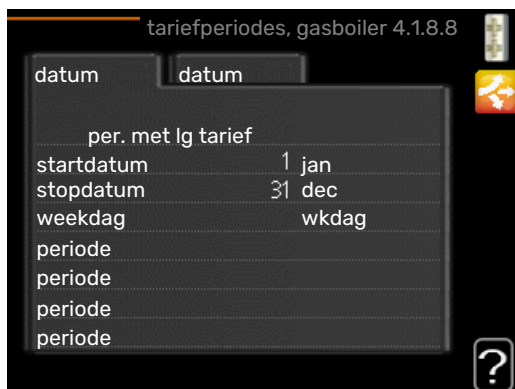 tariefperiodes, gasboiler 4.1.8.8
datum datum
per. met lg tarief
startdatum 1 jan
stopdatum 31 dec
weekdag wkdag
periode
periode
periode
periode
?